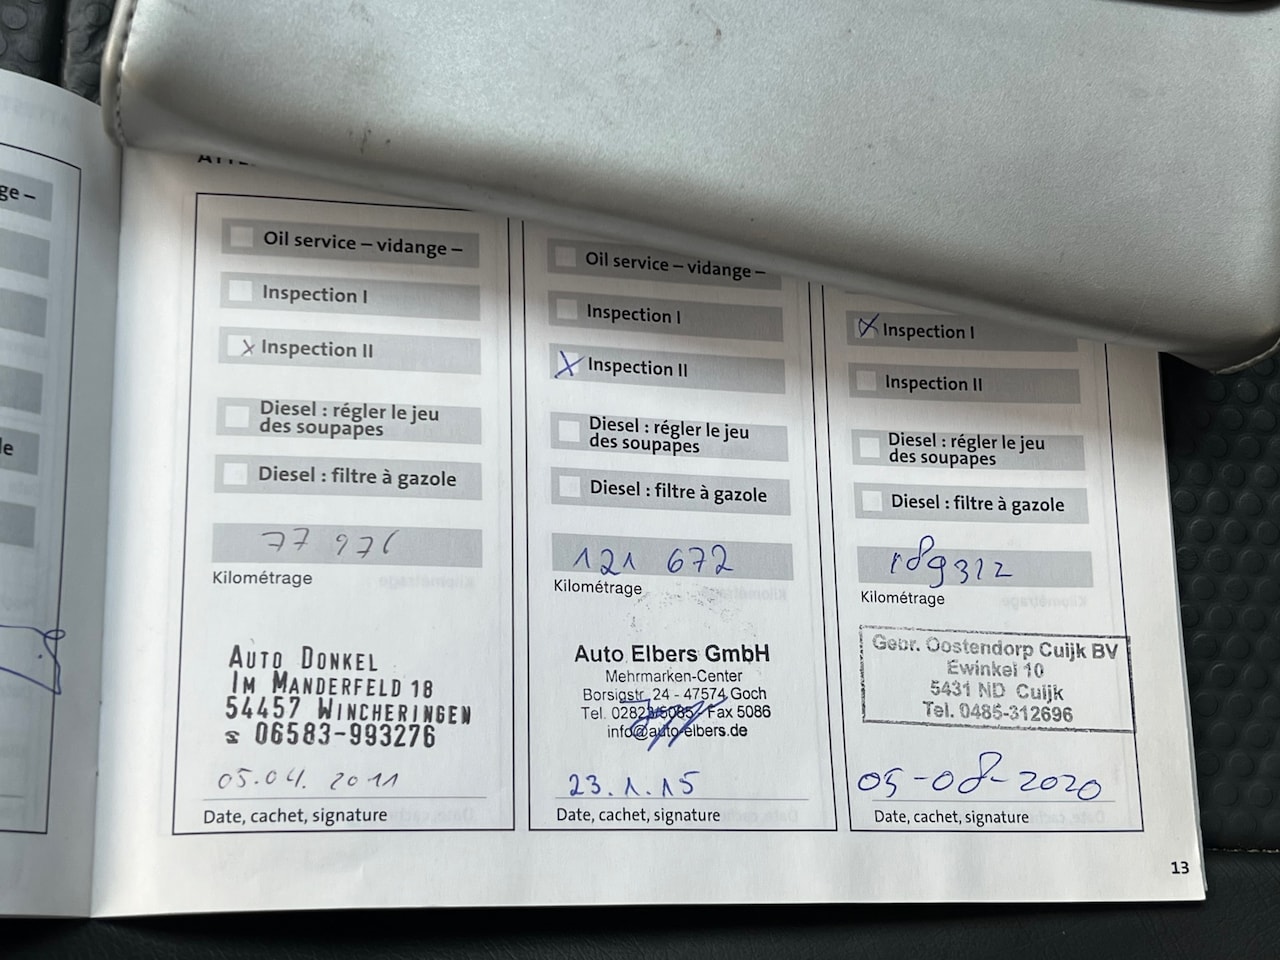 ge –
le
Oil service – vidange –
Inspection I
x Inspection II
Diesel : régler le jeu
des soupapes
Diesel : filtre à gazole
77 976
Kilométrage
AUTO DONKEL
IM MANDERFELD 18
54457 WINCHERINGEN
☎ 06583-993276
05.04. 2011
Date, cachet, signature
Oil service – vidange –
Inspection I
X Inspection II
Diesel : régler le jeu
des soupapes
Diesel : filtre à gazole
121 672
Kilométrage
Auto Elbers GmbH
Mehrmarken-Center
Borsigstr. 24 - 47574 Goch
Tel. 02823/5085 Fax 5086
info@auto-elbers.de
23.1.15
Date, cachet, signature
X Inspection I
Inspection II
Diesel : régler le jeu
des soupapes
Diesel : filtre à gazole
189312
Kilométrage
Gebr. Oostendorp Cuijk BV
Ewinkel 10
5431 ND Cuijk
Tel. 0485-312696
05-08-2020
Date, cachet, signature
13